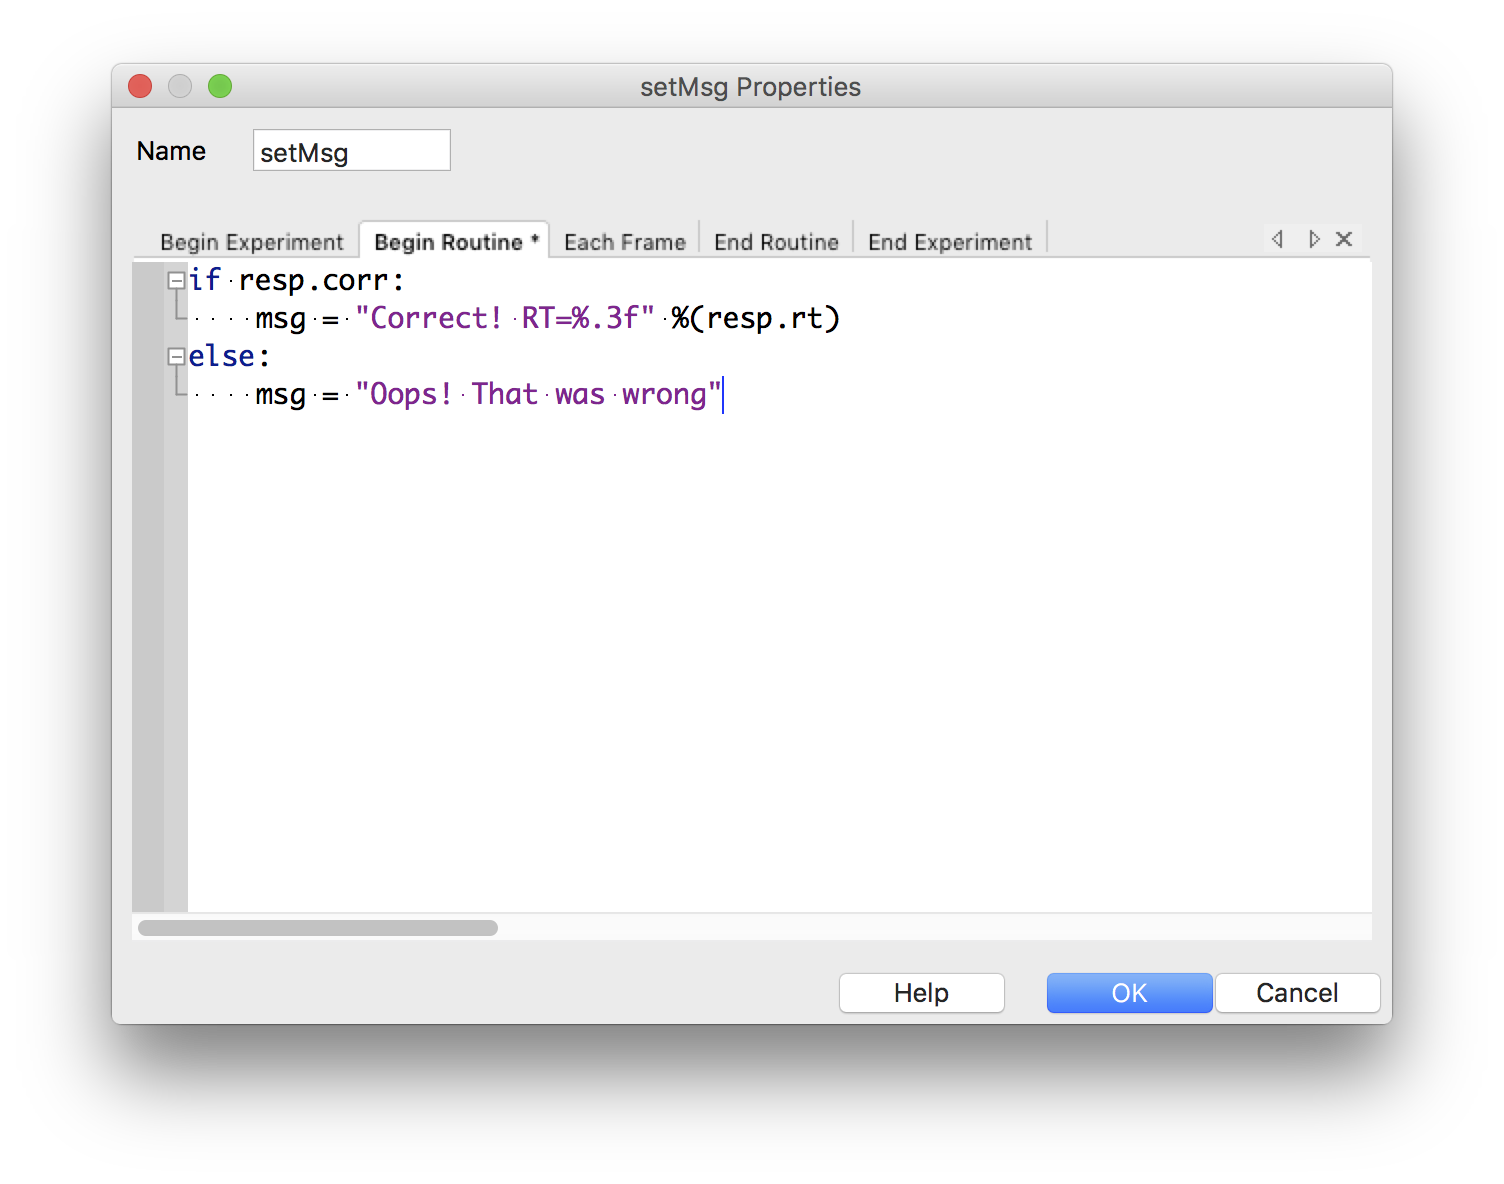 setMsg Properties
Name setMsg
Begin Experiment Begin Routine * Each Frame End Routine End Experiment
if resp.corr:
    msg = "Correct! RT=%.3f" %(resp.rt)
else:
    msg = "Oops! That was wrong"
Help OK Cancel